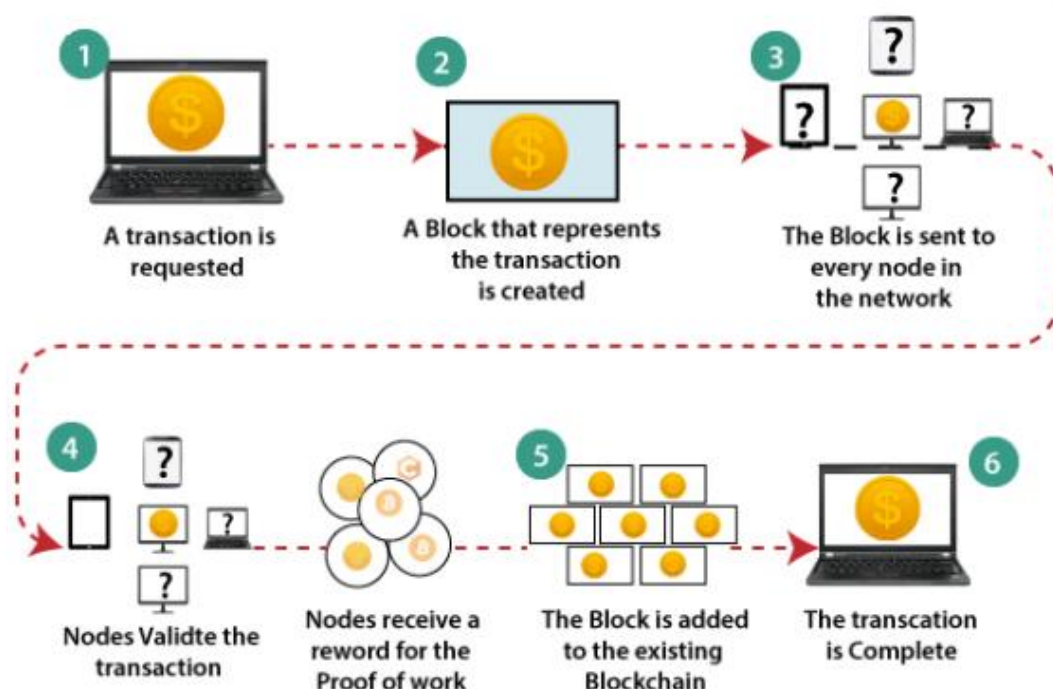 1
A transaction is
requested
2
A Block that represents
the transaction
is created
3
?
?
?
?
The Block is sent to
every node in
the network
4
?
?
?
Nodes Validte the
transaction
Nodes receive a
reword for the
Proof of work
5
The Block is added
to the existing
Blockchain
6
The transcation
is Complete